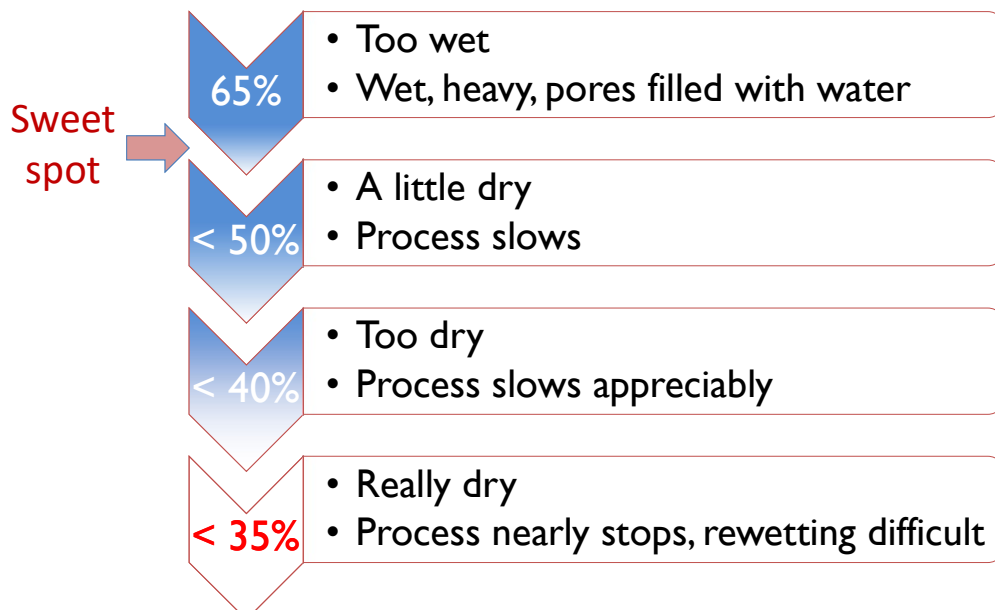 • Too wet
65%
• Wet, heavy, pores filled with water
Sweet
spot
• A little dry
< 50%
• Process slows
• Too dry
< 40%
• Process slows appreciably
• Really dry
< 35%
• Process nearly stops, rewetting difficult